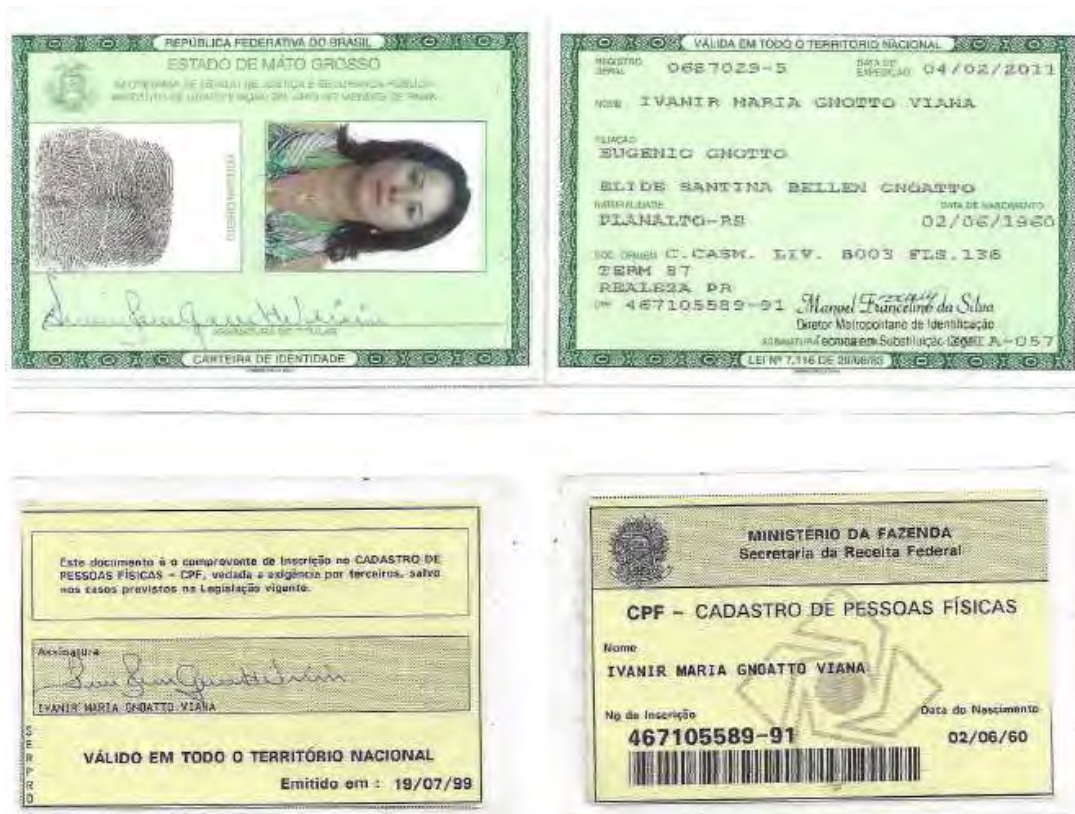 REPÚBLICA FEDERATIVA DO BRASIL
ESTADO DE MATO GROSSO
ASSINATURA DO TITULAR
CARTEIRA DE IDENTIDADE
VÁLIDA EM TODO O TERRITÓRIO NACIONAL
REGISTRO GERAL 0687029-5 DATA DE EXPEDIÇÃO 04/02/2011
NOME IVANIR MARIA GNOTTO VIANA
FILIAÇÃO
EUGENIO GNOTTO
ELIDE SANTINA BELLEN GNOATTO
NATURALIDADE DATA DE NASCIMENTO
PLANALTO-RS 02/06/1960
DOC. ORIGEM C.CASM. LIV. B003 FLS.136
TERM 87
REALEZA PR
CPF 467105589-91 Manoel Francelino da Silva
Diretor Metropolitano de Identificação
A-057
LEI Nº 7.116 DE 29/08/83
Este documento é o comprovante de inscrição no CADASTRO DE
PESSOAS FÍSICAS - CPF, vedada a exigência por terceiros, salvo
nos casos previstos na Legislação vigente.
Assinatura
IVANIR MARIA GNOATTO VIANA
SERPRO
VÁLIDO EM TODO O TERRITÓRIO NACIONAL
Emitido em : 19/07/99
MINISTÉRIO DA FAZENDA
Secretaria da Receita Federal
CPF - CADASTRO DE PESSOAS FÍSICAS
Nome
IVANIR MARIA GNOATTO VIANA
No de Inscrição Data do Nascimento
467105589-91 02/06/60